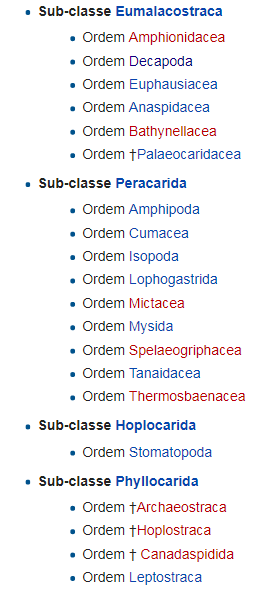 Sub-classe Eumalacostraca
Ordem Amphionidacea
Ordem Decapoda
Ordem Euphausiacea
Ordem Anaspidacea
Ordem Bathynellacea
Ordem †Palaeocaridacea
Sub-classe Peracarida
Ordem Amphipoda
Ordem Cumacea
Ordem Isopoda
Ordem Lophogastrida
Ordem Mictacea
Ordem Mysida
Ordem Spelaeogriphacea
Ordem Tanaidacea
Ordem Thermosbaenacea
Sub-classe Hoplocarida
Ordem Stomatopoda
Sub-classe Phyllocarida
Ordem †Archaeostraca
Ordem †Hoplostraca
Ordem † Canadaspidida
Ordem Leptostraca